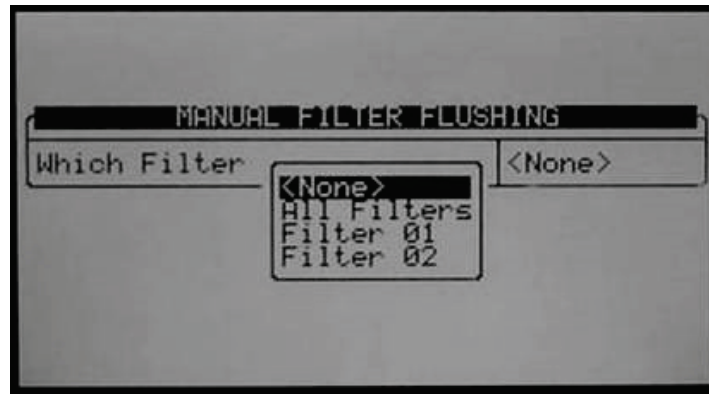 MANUAL FILTER FLUSHING
Which Filter <None>
<None>
All Filters
Filter 01
Filter 02